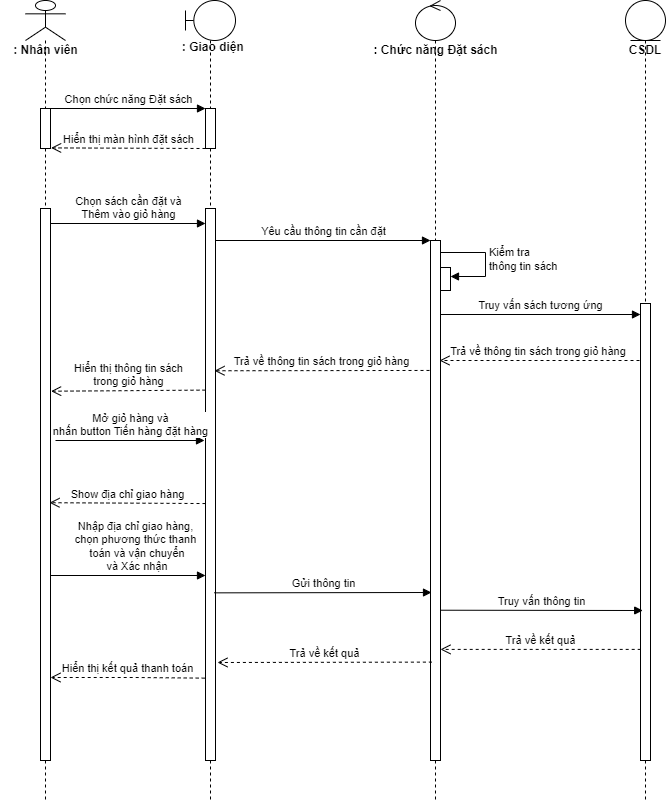 : Nhân viên
: Giao diện
: Chức năng Đặt sách
CSDL
Chọn chức năng Đặt sách
Hiển thị màn hình đặt sách
Chọn sách cần đặt và
Thêm vào giỏ hàng
Yêu cầu thông tin cần đặt
Kiểm tra
thông tin sách
Truy vấn sách tương ứng
Trả về thông tin sách trong giỏ hàng
Trả về thông tin sách trong giỏ hàng
Hiển thị thông tin sách
trong giỏ hàng
Mở giỏ hàng và
nhấn button Tiến hàng đặt hàng
Show địa chỉ giao hàng
Nhập địa chỉ giao hàng,
chọn phương thức thanh
toán và vận chuyển
và Xác nhận
Gửi thông tin
Truy vấn thông tin
Trả về kết quả
Trả về kết quả
Hiển thị kết quả thanh toán